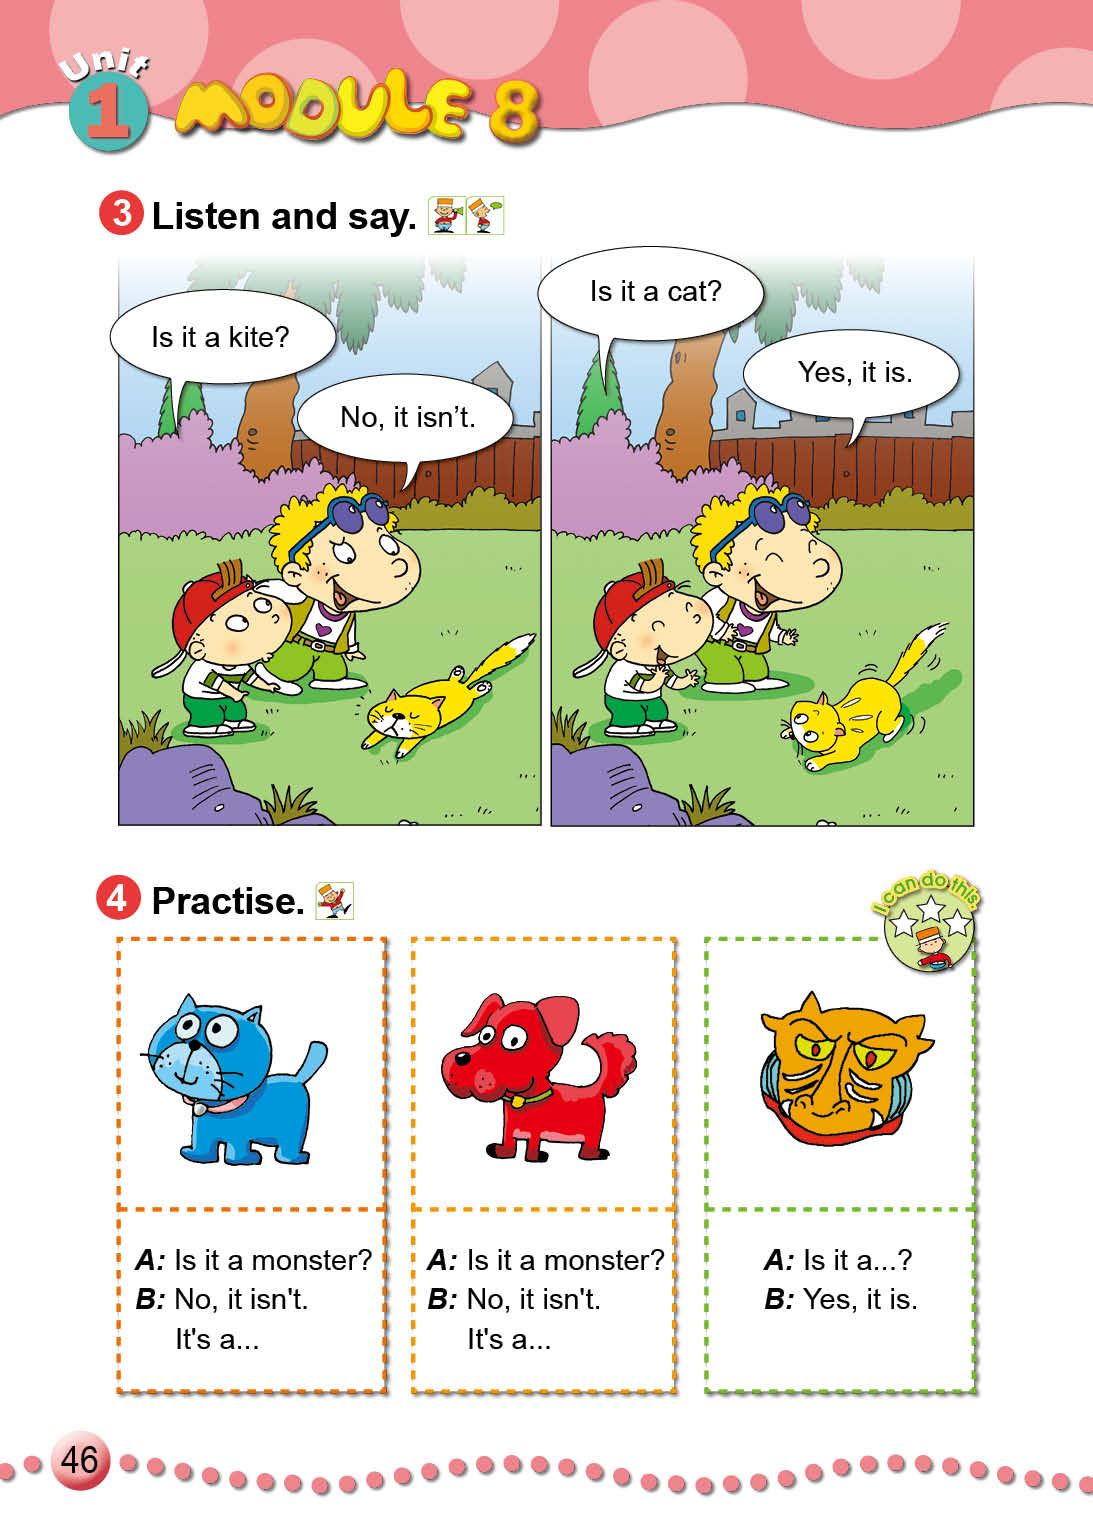 Unit
1 MODULE 8
3 Listen and say.
Is it a kite?
No, it isn't.
Is it a cat?
Yes, it is.
4 Practise.
I can do this.
A: Is it a monster?
B: No, it isn't.
It's a...
A: Is it a monster?
B: No, it isn't.
It's a...
A: Is it a...?
B: Yes, it is.
46